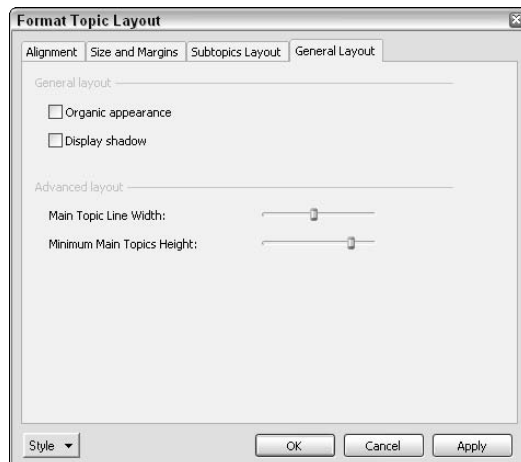 Format Topic Layout
Alignment Size and Margins Subtopics Layout General Layout
General layout
Organic appearance
Display shadow
Advanced layout
Main Topic Line Width:
Minimum Main Topics Height:
Style OK Cancel Apply